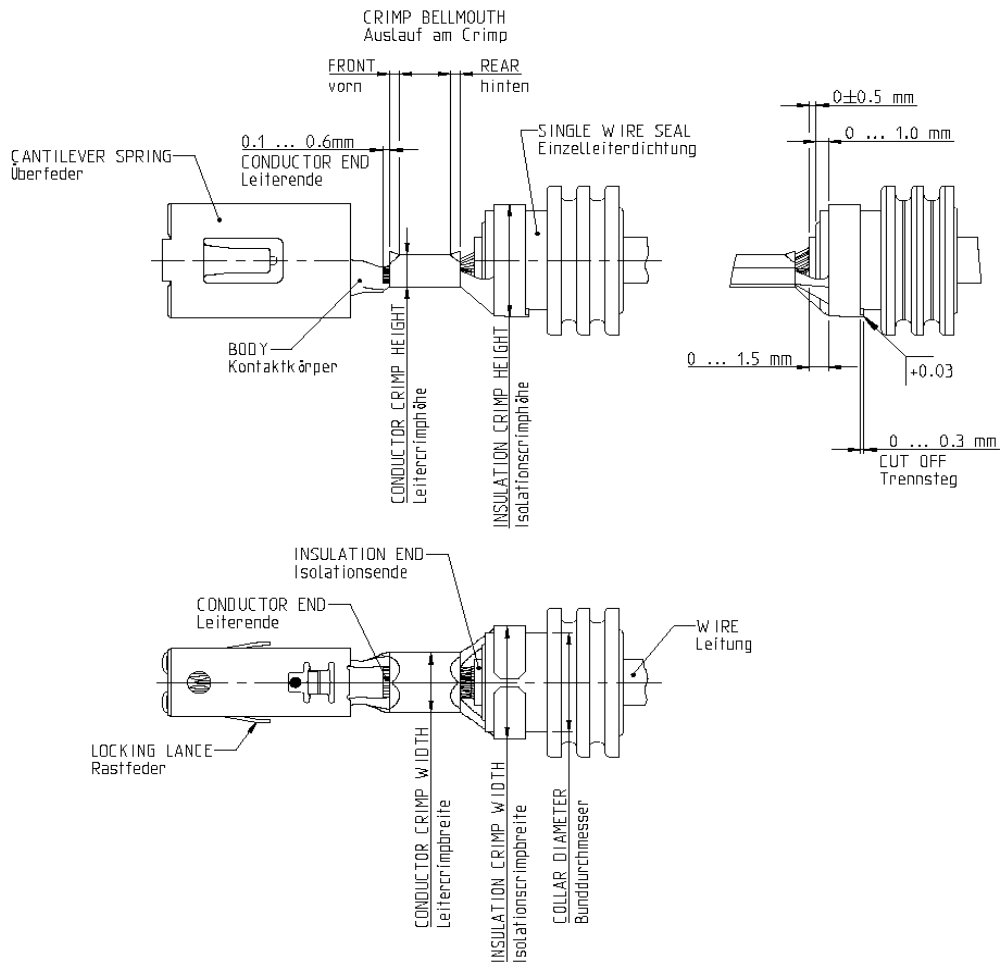 CRIMP BELLMOUTH
Auslauf am Crimp
FRONT
vorn
REAR
hinten
0.1 ... 0.6mm
CONDUCTOR END
Leiterende
CANTILEVER SPRING
Überfeder
SINGLE WIRE SEAL
Einzelleiterdichtung
0±0.5 mm
0 ... 1.0 mm
BODY
Kontaktkörper
CONDUCTOR CRIMP HEIGHT
Leitercrimphöhe
INSULATION CRIMP HEIGHT
Isolationscrimphöhe
0 ... 1.5 mm
+0.03
0 ... 0.3 mm
CUT OFF
Trennsteg
INSULATION END
Isolationsende
CONDUCTOR END
Leiterende
WIRE
Leitung
LOCKING LANCE
Rastfeder
CONDUCTOR CRIMP WIDTH
Leitercrimpbreite
INSULATION CRIMP WIDTH
Isolationscrimpbreite
COLLAR DIAMETER
Bunddurchmesser